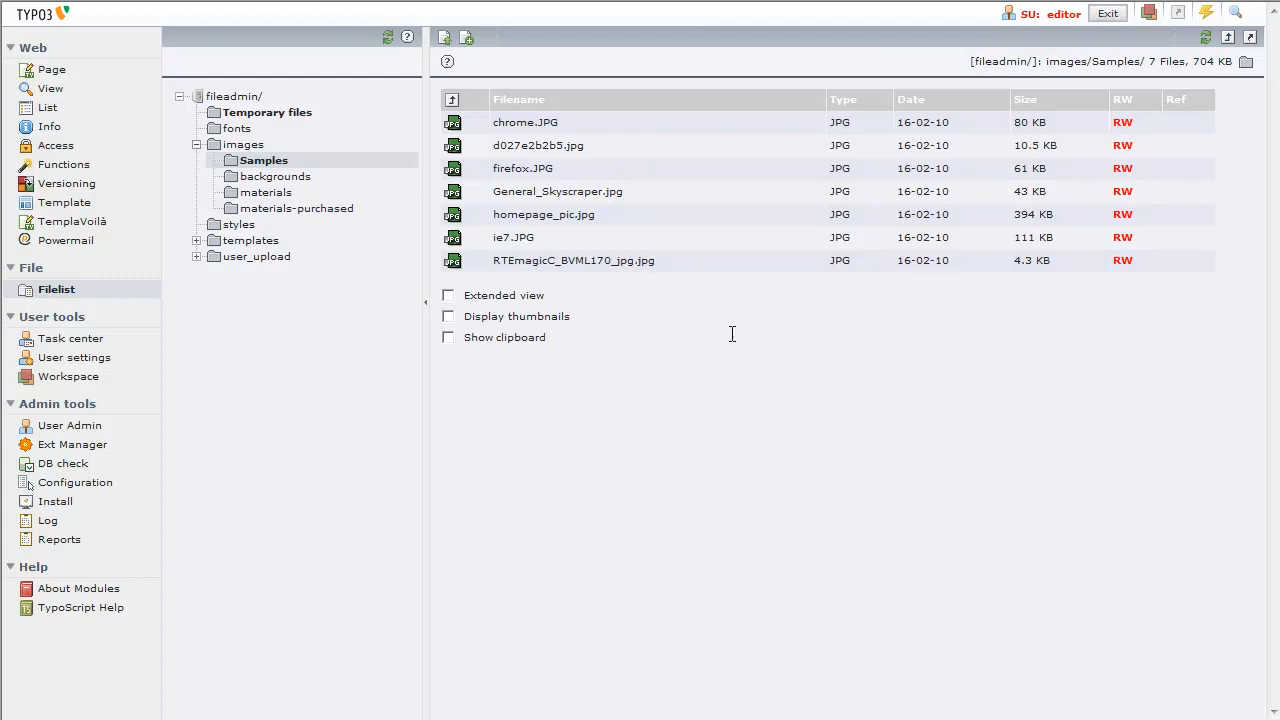 TYPO3 SU: editor Exit
Web
Page
View
List
Info
Access
Functions
Versioning
Template
TemplaVoilà
Powermail
File
Filelist
User tools
Task center
User settings
Workspace
Admin tools
User Admin
Ext Manager
DB check
Configuration
Install
Log
Reports
Help
About Modules
TypoScript Help
fileadmin/
Temporary files
fonts
images
Samples
backgrounds
materials
materials-purchased
styles
templates
user_upload
[fileadmin/]: images/Samples/ 7 Files, 704 KB
Filename Type Date Size RW Ref
chrome.JPG JPG 16-02-10 80 KB RW
d027e2b2b5.jpg JPG 16-02-10 10.5 KB RW
firefox.JPG JPG 16-02-10 61 KB RW
General_Skyscraper.jpg JPG 16-02-10 43 KB RW
homepage_pic.jpg JPG 16-02-10 394 KB RW
ie7.JPG JPG 16-02-10 111 KB RW
RTEmagicC_BVML170_jpg.jpg JPG 16-02-10 4.3 KB RW
Extended view
Display thumbnails
Show clipboard